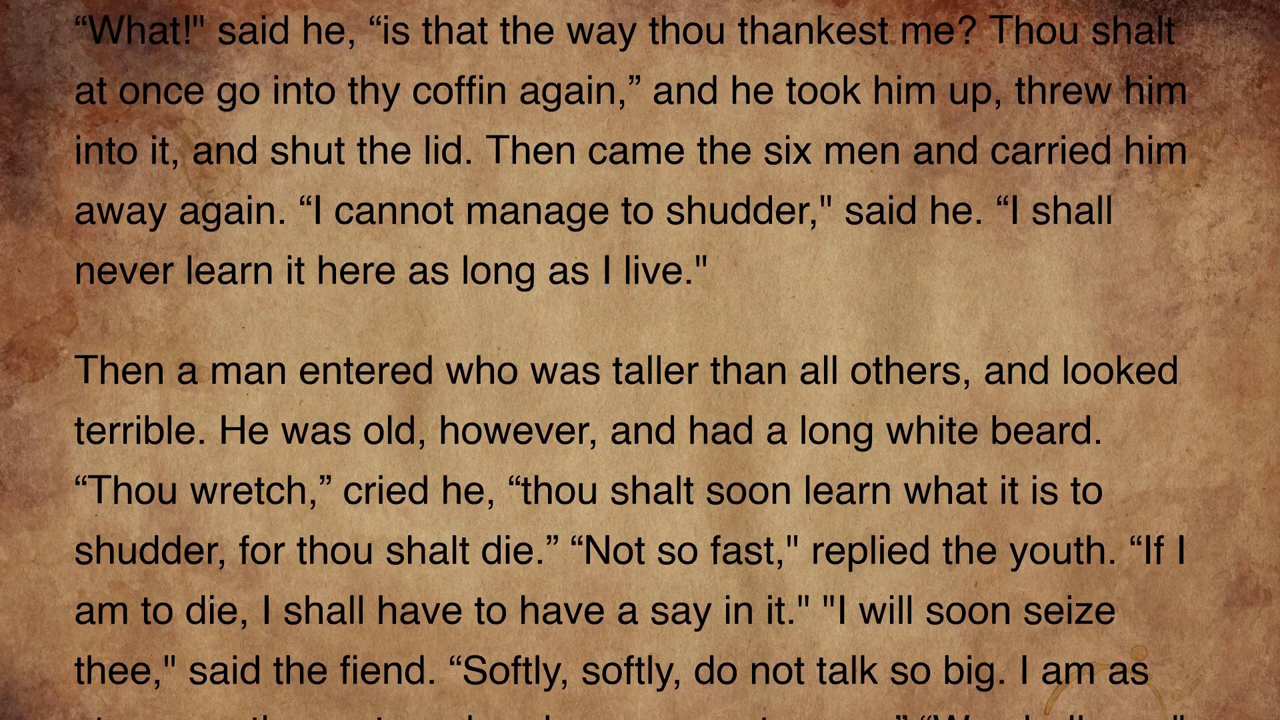 “What!" said he, “is that the way thou thankest me? Thou shalt
at once go into thy coffin again,” and he took him up, threw him
into it, and shut the lid. Then came the six men and carried him
away again. “I cannot manage to shudder," said he. “I shall
never learn it here as long as I live."
Then a man entered who was taller than all others, and looked
terrible. He was old, however, and had a long white beard.
“Thou wretch,” cried he, “thou shalt soon learn what it is to
shudder, for thou shalt die.” “Not so fast," replied the youth. “If I
am to die, I shall have to have a say in it." "I will soon seize
thee," said the fiend. “Softly, softly, do not talk so big. I am as